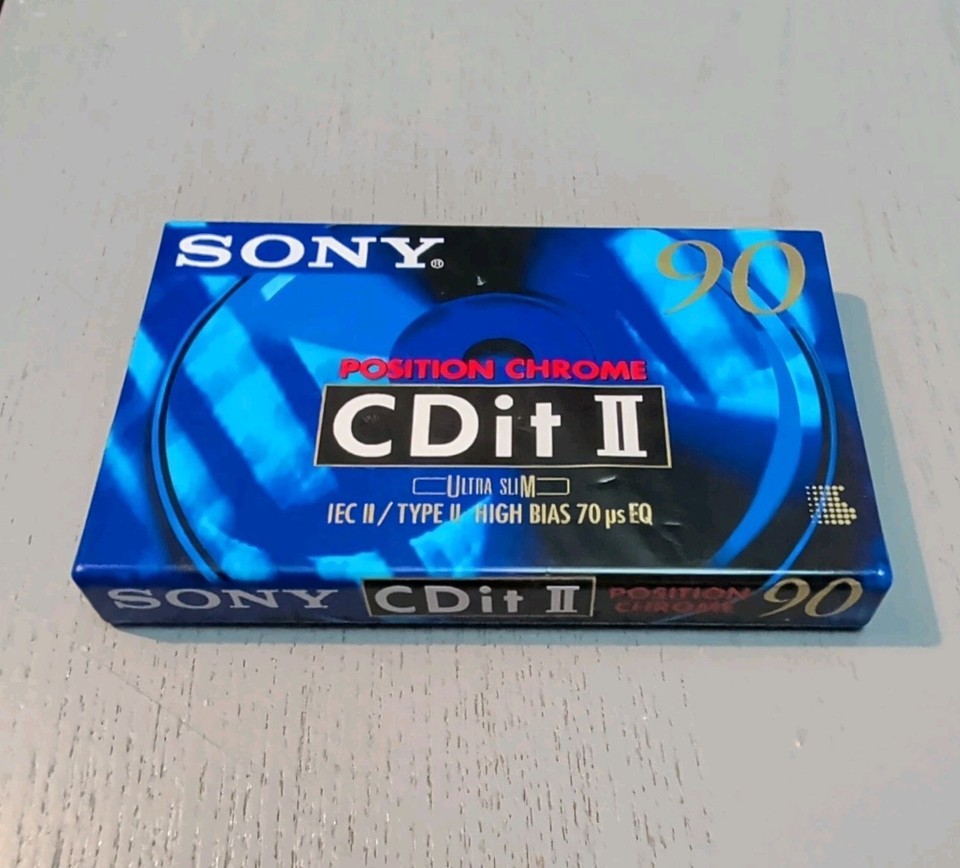 SONY® 90
POSITION CHROME
CDit II
ULTRA SLIM
IEC II / TYPE II HIGH BIAS 70 µs EQ
SONY CDit II POSITION CHROME 90